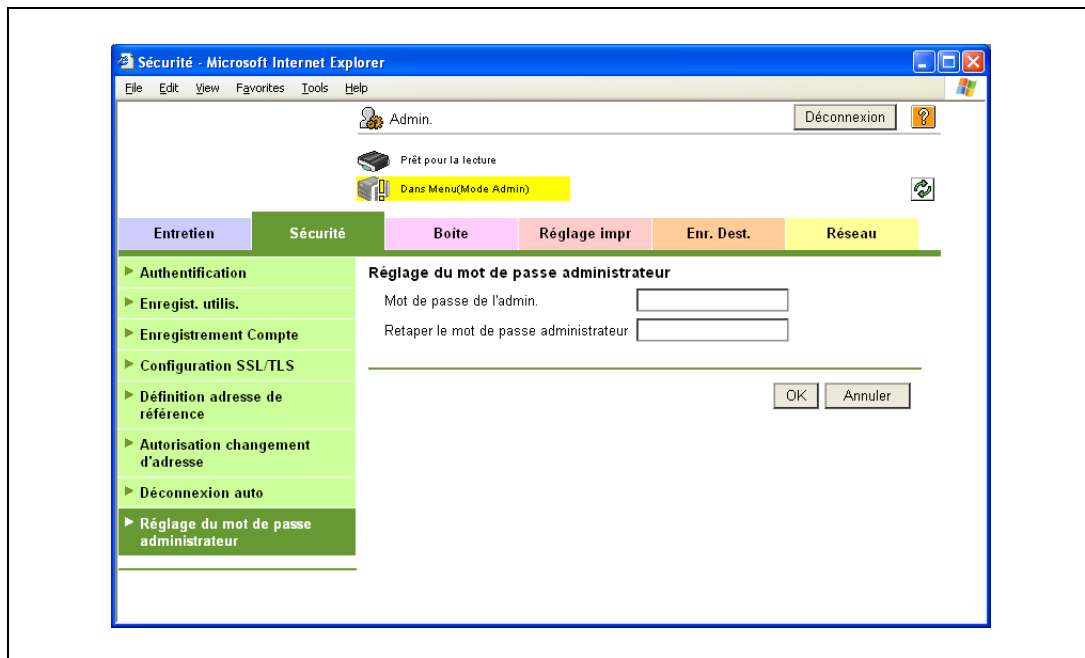 Sécurité - Microsoft Internet Explorer
File Edit View Favorites Tools Help
Admin.
Déconnexion
?
Prêt pour la lecture
Dans Menu(Mode Admin)
Entretien Sécurité Boîte Réglage impr Enr. Dest. Réseau
Authentification
Enregist. utilis.
Enregistrement Compte
Configuration SSL/TLS
Définition adresse de
référence
Autorisation changement
d'adresse
Déconnexion auto
Réglage du mot de passe
administrateur
Réglage du mot de passe administrateur
Mot de passe de l'admin.
Retaper le mot de passe administrateur
OK Annuler